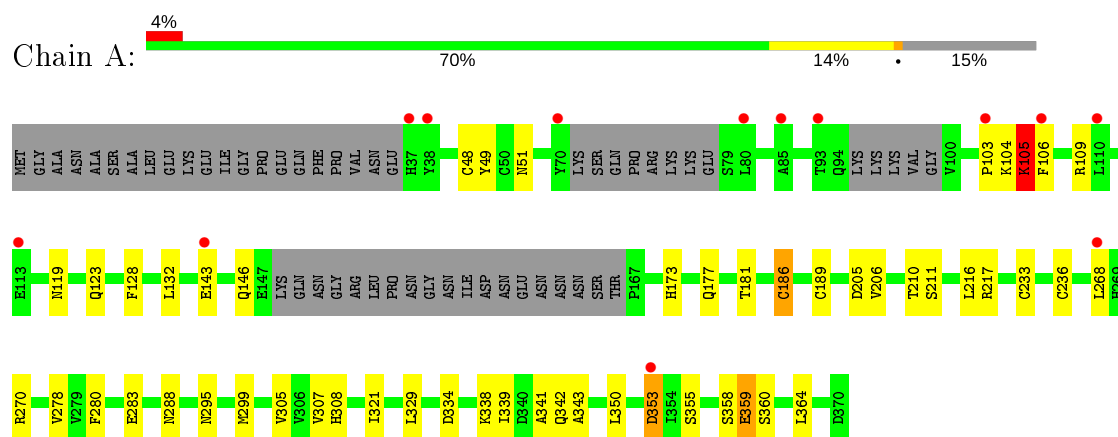 4%
Chain A:
70% 14% • 15%
MET GLY ALA ASN ALA SER ALA LEU GLU LYS GLU ILE GLY PRO GLU GLN PHE PRO VAL ASN GLU H37 Y38 C48 Y49 C50 N51 Y70 LYS SER GLN PRO ARG LYS LYS GLU S79 L80 A85 T93 Q94 LYS LYS LYS VAL GLY V100 P103 K104 K105 F106 R109 L110
E113 N119 Q123 F128 L132 E143 Q146 E147 LYS GLN ASN GLY ARG LEU PRO ASN GLY ASN ILE ASP ASN GLU ASN ASN ASN SER THR P167 H173 Q177 T181 C186 C189 D205 V206 T210 S211 L216 R217 C233 C236 L268 H269
R270 V278 V279 F280 E283 N288 N295 M299 V305 V306 V307 H308 I321 L329 D334 K338 I339 D340 A341 Q342 A343 L350 D353 I354 S355 S358 E359 S360 L364 D370